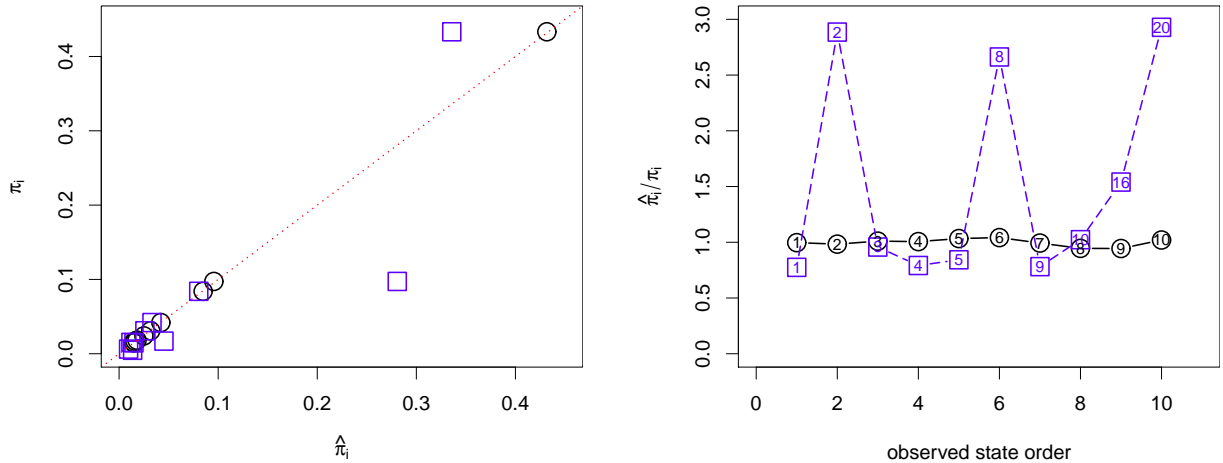 0.0 0.1 0.2 0.3 0.4
π_i
0.0 0.1 0.2 0.3 0.4
π̂_i
0.0 0.5 1.0 1.5 2.0 2.5 3.0
π̂_i/π_i
1 2 3 4 5 6 7 8 9 10
1 2 4 5 8 9 10 16 20
0 2 4 6 8 10
observed state order